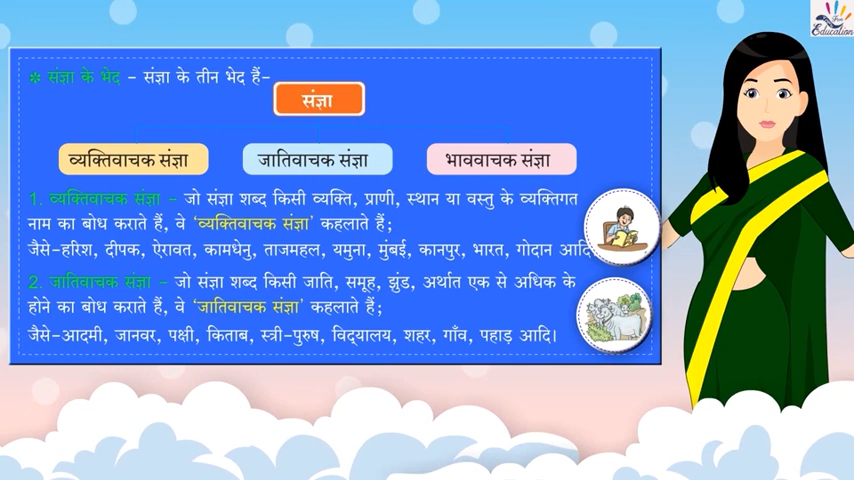 Fun
Education
* संज्ञा के भेद – संज्ञा के तीन भेद हैं–
संज्ञा
व्यक्तिवाचक संज्ञा
जातिवाचक संज्ञा
भाववाचक संज्ञा
1. व्यक्तिवाचक संज्ञा – जो संज्ञा शब्द किसी व्यक्ति, प्राणी, स्थान या वस्तु के व्यक्तिगत
नाम का बोध कराते हैं, वे 'व्यक्तिवाचक संज्ञा' कहलाते हैं;
जैसे–हरिश, दीपक, ऐरावत, कामधेनु, ताजमहल, यमुना, मुंबई, कानपुर, भारत, गोदान आदि
2. जातिवाचक संज्ञा – जो संज्ञा शब्द किसी जाति, समूह, झुंड, अर्थात एक से अधिक के
होने का बोध कराते हैं, वे 'जातिवाचक संज्ञा' कहलाते हैं;
जैसे–आदमी, जानवर, पक्षी, किताब, स्त्री-पुरुष, विद्यालय, शहर, गाँव, पहाड़ आदि।